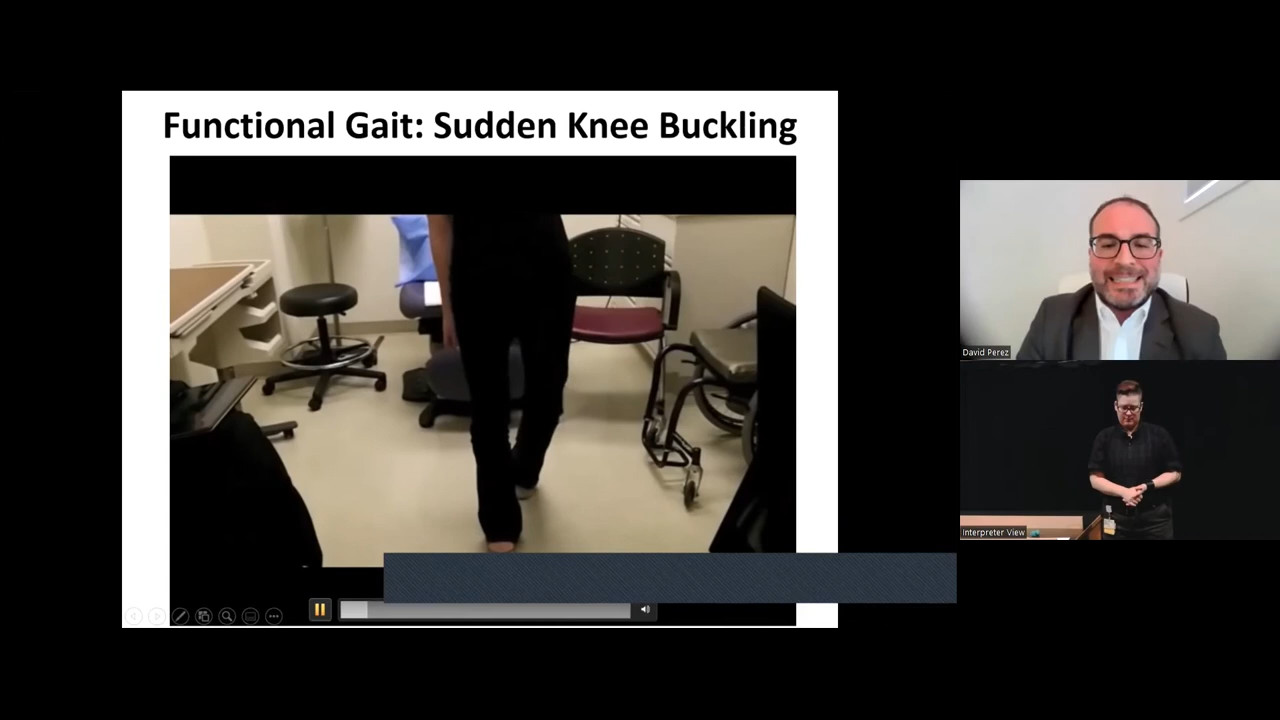 Functional Gait: Sudden Knee Buckling
David Perez
Interpreter View